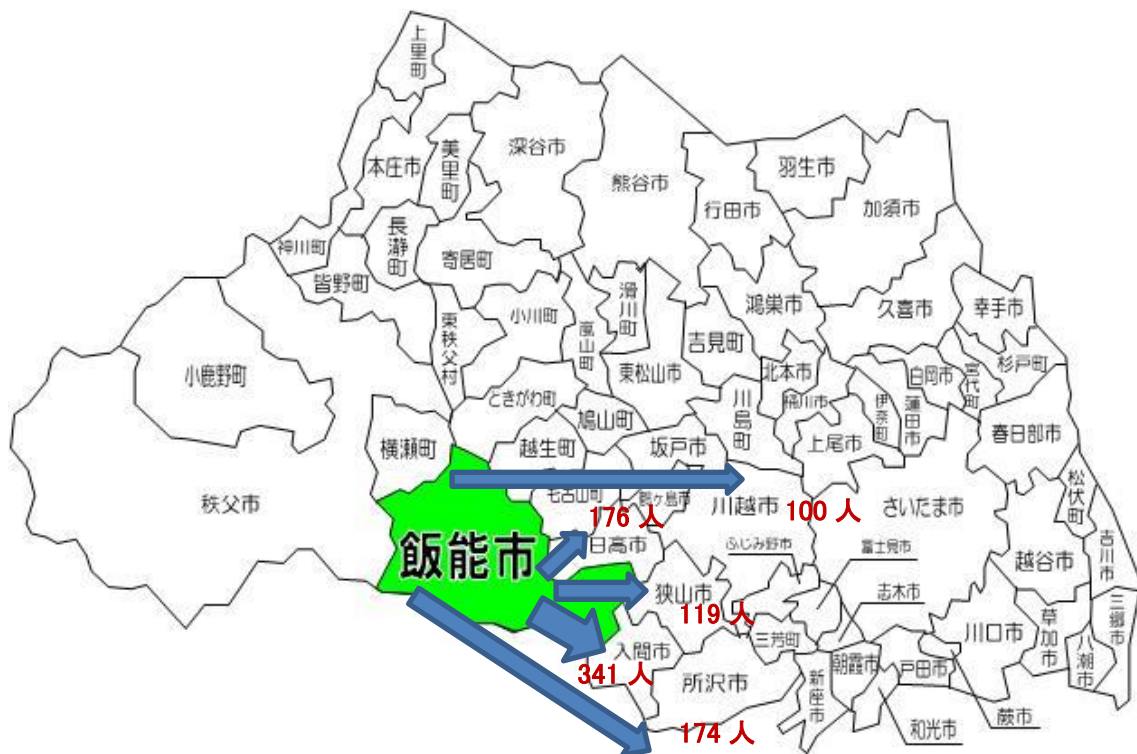 上里町
本庄市
美里町
深谷市
熊谷市
行田市
羽生市
加須市
神川町
長瀞町
皆野町
寄居町
東秩父村
小川町
嵐山町
滑川町
吉見町
鴻巣市
久喜市
幸手市
小鹿野町
ときがわ町
東松山市
北本市
桶川市
伊奈町
蓮田市
白岡市
宮代町
杉戸町
横瀬町
越生町
鳩山町
坂戸市
川島町
上尾市
春日部市
松伏町
秩父市
毛呂山町
鶴ヶ島市
川越市
さいたま市
176 人
100 人
飯能市
日高市
ふじみ野市
富士見市
越谷市
吉川市
狭山市
119 人
志木市
三芳町
川口市
草加市
三郷市
八潮市
入間市
341 人
所沢市
新座市
朝霞市
戸田市
和光市
蕨市
174 人